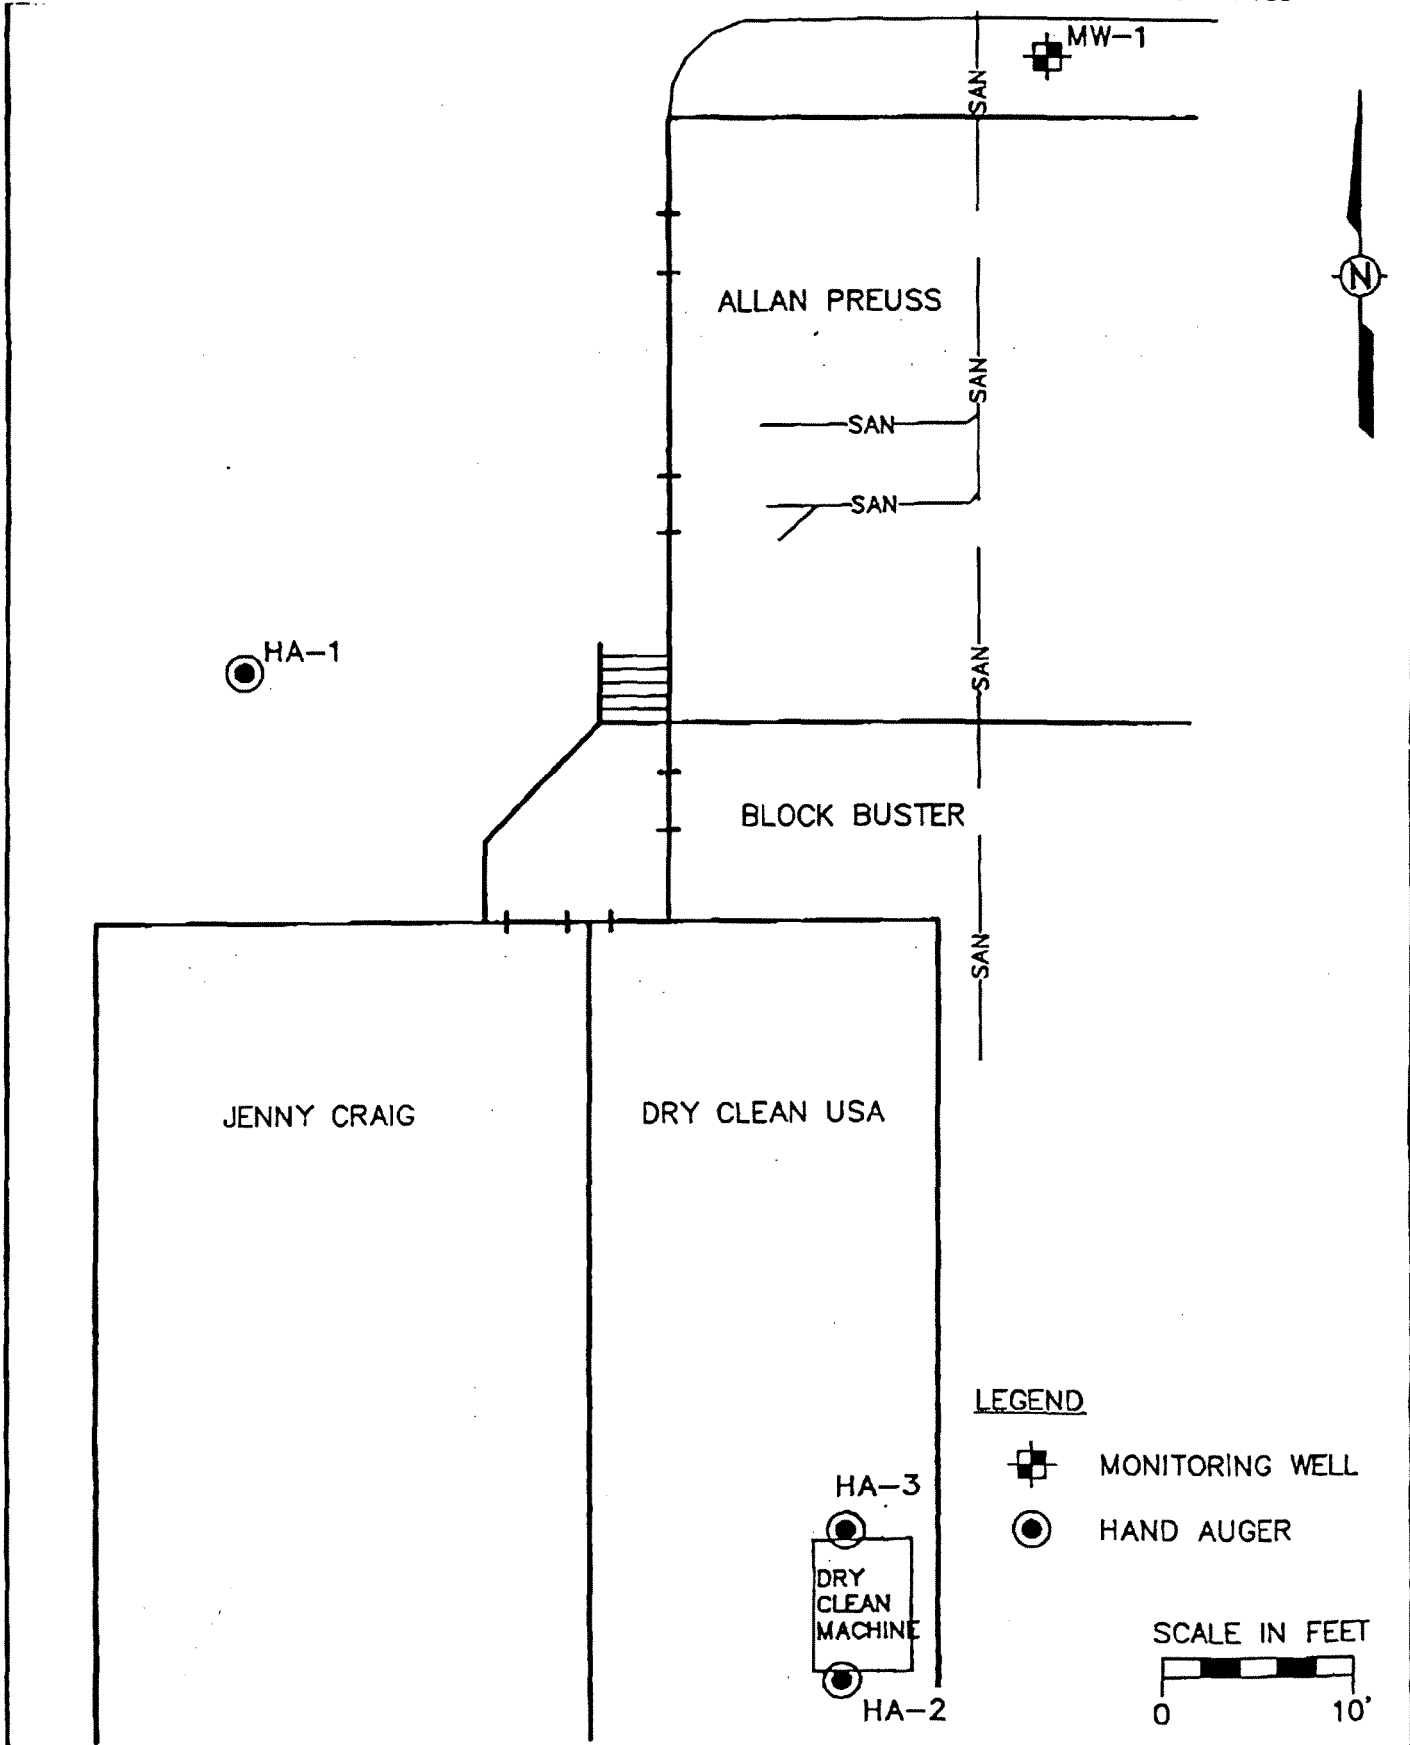 MW-1
SAN
N
ALLAN PREUSS
SAN
SAN
SAN
HA-1
SAN
BLOCK BUSTER
SAN
JENNY CRAIG
DRY CLEAN USA
LEGEND
MONITORING WELL
HAND AUGER
HA-3
DRY
CLEAN
MACHINE
HA-2
SCALE IN FEET
0
10'